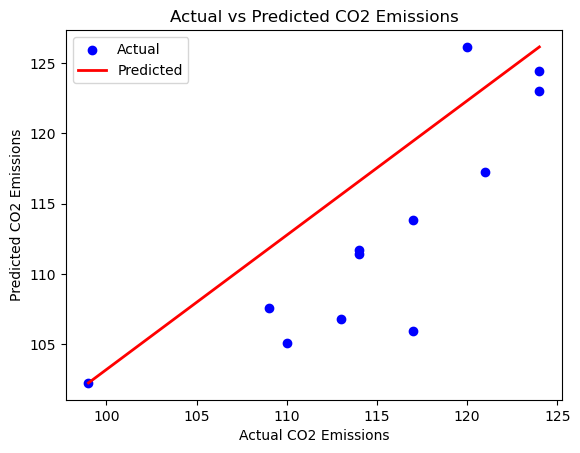 Actual vs Predicted CO2 Emissions
Actual
Predicted
Predicted CO2 Emissions
125
120
115
110
105
100
105
110
115
120
125
Actual CO2 Emissions